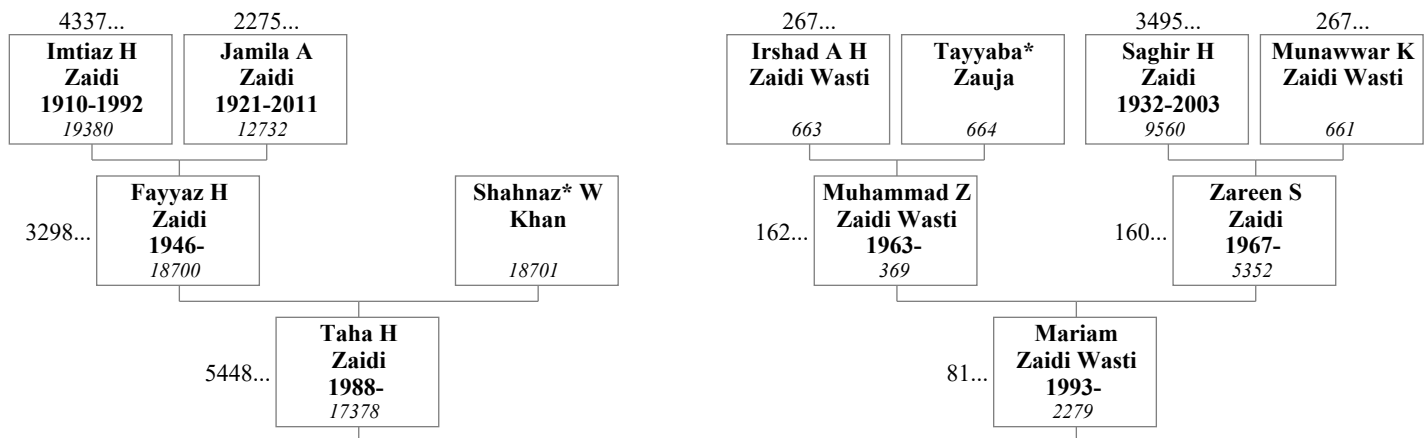 4337...
2275...
267...
3495...
267...
Imtiaz H
Zaidi
1910-1992
19380
Jamila A
Zaidi
1921-2011
12732
Irshad A H
Zaidi Wasti
663
Tayyaba*
Zauja
664
Saghir H
Zaidi
1932-2003
9560
Munawwar K
Zaidi Wasti
661
3298...
Fayyaz H
Zaidi
1946-
18700
Shahnaz* W
Khan
18701
162...
Muhammad Z
Zaidi Wasti
1963-
369
160...
Zareen S
Zaidi
1967-
5352
5448...
Taha H
Zaidi
1988-
17378
81...
Mariam
Zaidi Wasti
1993-
2279